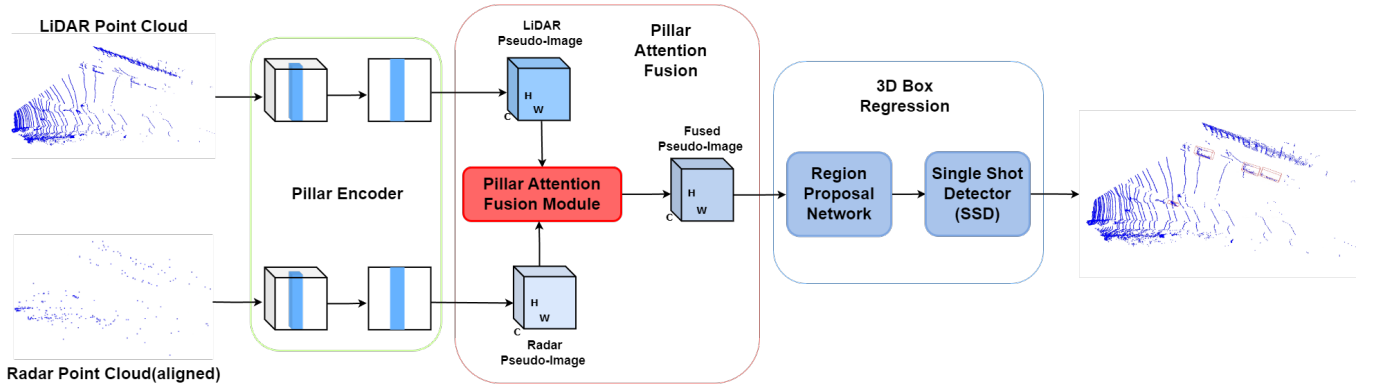 LiDAR Point Cloud
Radar Point Cloud(aligned)
Pillar Encoder
LiDAR
Pseudo-Image
H
W
C
Pillar
Attention
Fusion
Pillar Attention
Fusion Module
H
W
C
Radar
Pseudo-Image
Fused
Pseudo-Image
H
W
C
3D Box
Regression
Region
Proposal
Network
Single Shot
Detector
(SSD)